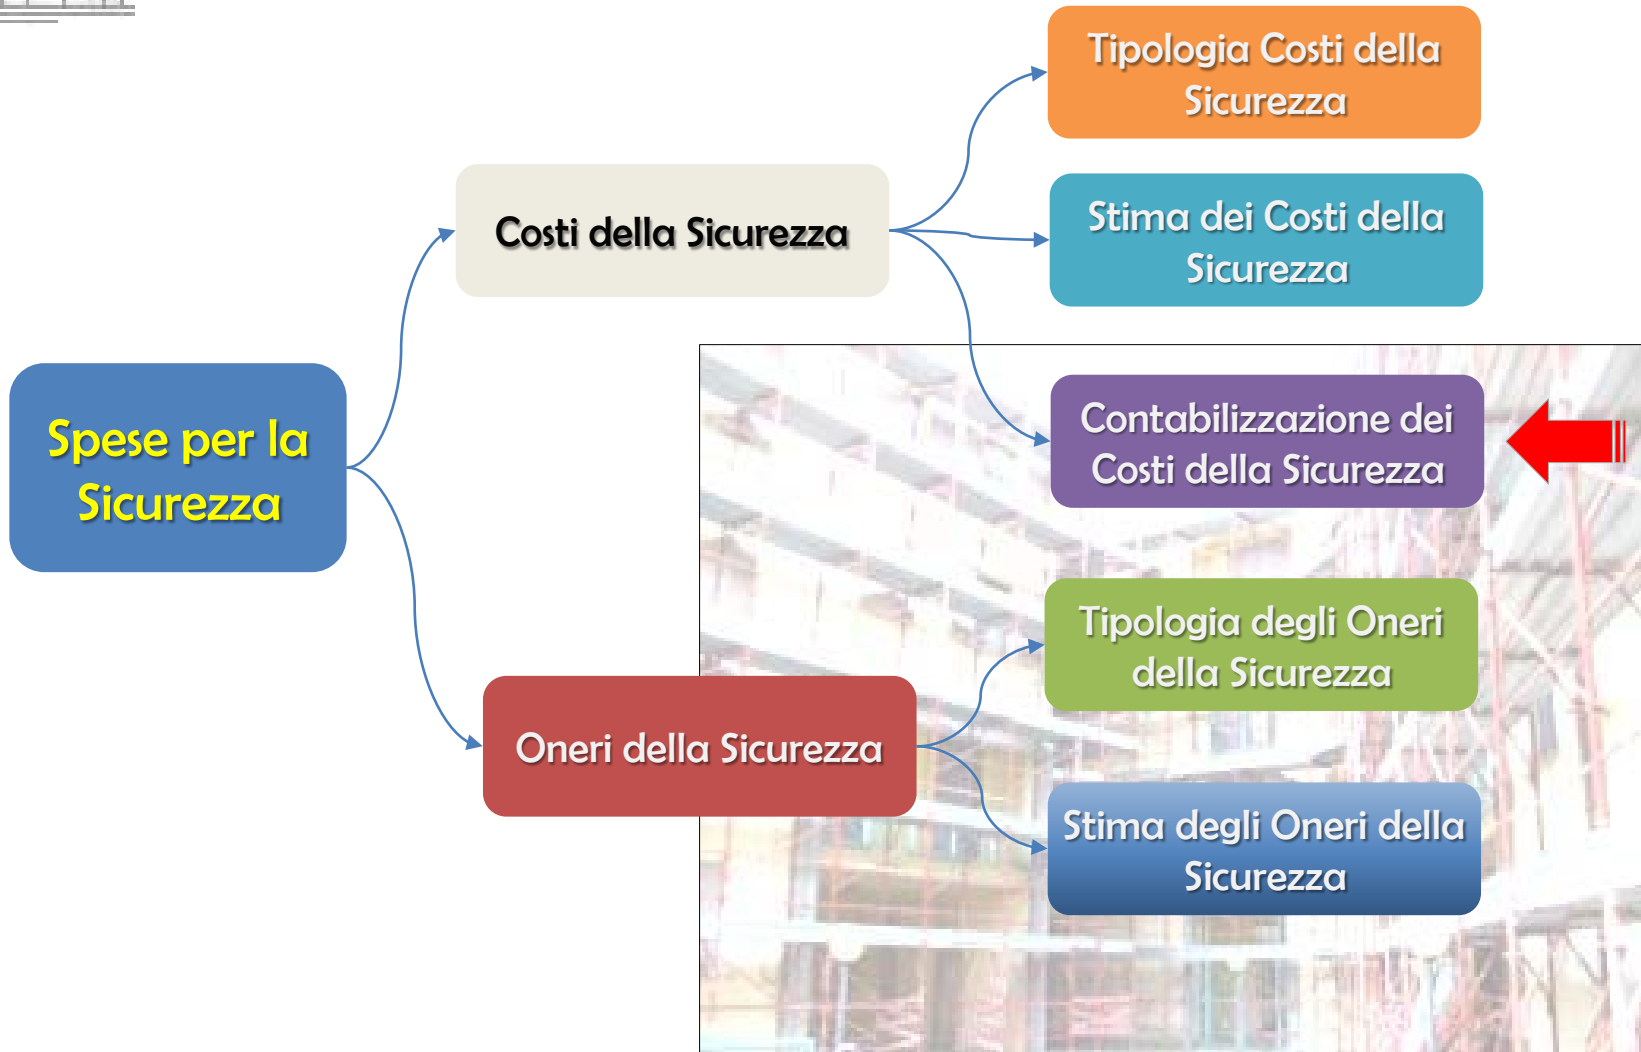 Tipologia Costi della
Sicurezza
Costi della Sicurezza
Stima dei Costi della
Sicurezza
Spese per la
Sicurezza
Contabilizzazione dei
Costi della Sicurezza
Tipologia degli Oneri
della Sicurezza
Oneri della Sicurezza
Stima degli Oneri della
Sicurezza